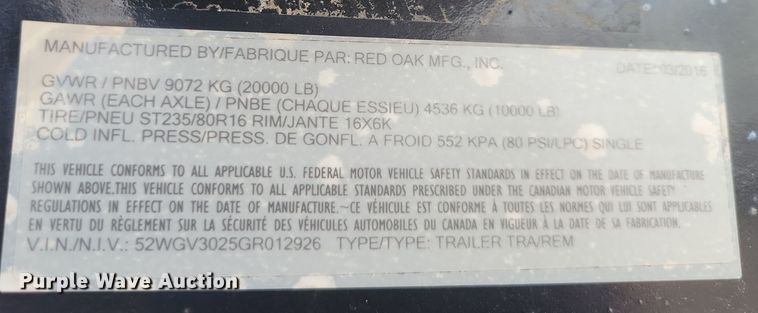 MANUFACTURED BY/FABRIQUE PAR: RED OAK MFG., INC. DATE: 03/2016
GVWR / PNBV 9072 KG (20000 LB)
GAWR (EACH AXLE) / PNBE (CHAQUE ESSIEU) 4536 KG (10000 LB)
TIRE/PNEU ST235/80R16 RIM/JANTE 16X6K
COLD INFL. PRESS/PRESS. DE GONFL. A FROID 552 KPA (80 PSI/LPC) SINGLE
THIS VEHICLE CONFORMS TO ALL APPLICABLE U.S. FEDERAL MOTOR VEHICLE SAFETY STANDARDS IN EFFECT ON THE DATE OF MANUFACTURE
SHOWN ABOVE.THIS VEHICLE CONFORMS TO ALL APPLICABLE STANDARDS PRESCRIBED UNDER THE CANADIAN MOTOR VEHICLE SAFETY
REGULATIONS IN EFFECT ON THE DATE OF MANUFACTURE.~CE VÉHICULE EST CONFORME À TOUTES LES NORMES QUI LUI SONT APPLICABLES
EN VERTU DU RÈGLEMENT SUR LA SÉCURITÉ DES VÉHICULES AUTOMOBILES DU CANADA EN VIGUEUR À LA DATE DE SA FABRICATION.
V.I.N./N.I.V.: 52WGV3025GR012926 TYPE/TYPE: TRAILER TRA/REM
Purple Wave Auction